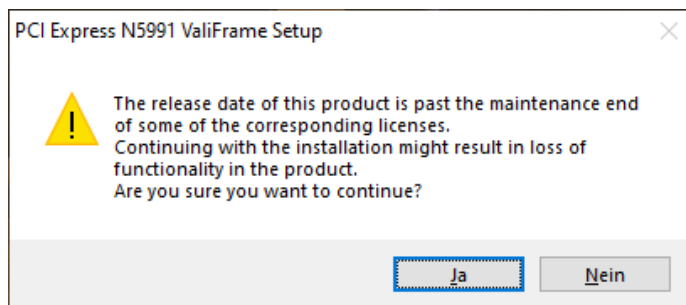 PCI Express N5991 ValiFrame Setup
The release date of this product is past the maintenance end
of some of the corresponding licenses.
Continuing with the installation might result in loss of
functionality in the product.
Are you sure you want to continue?
Ja
Nein